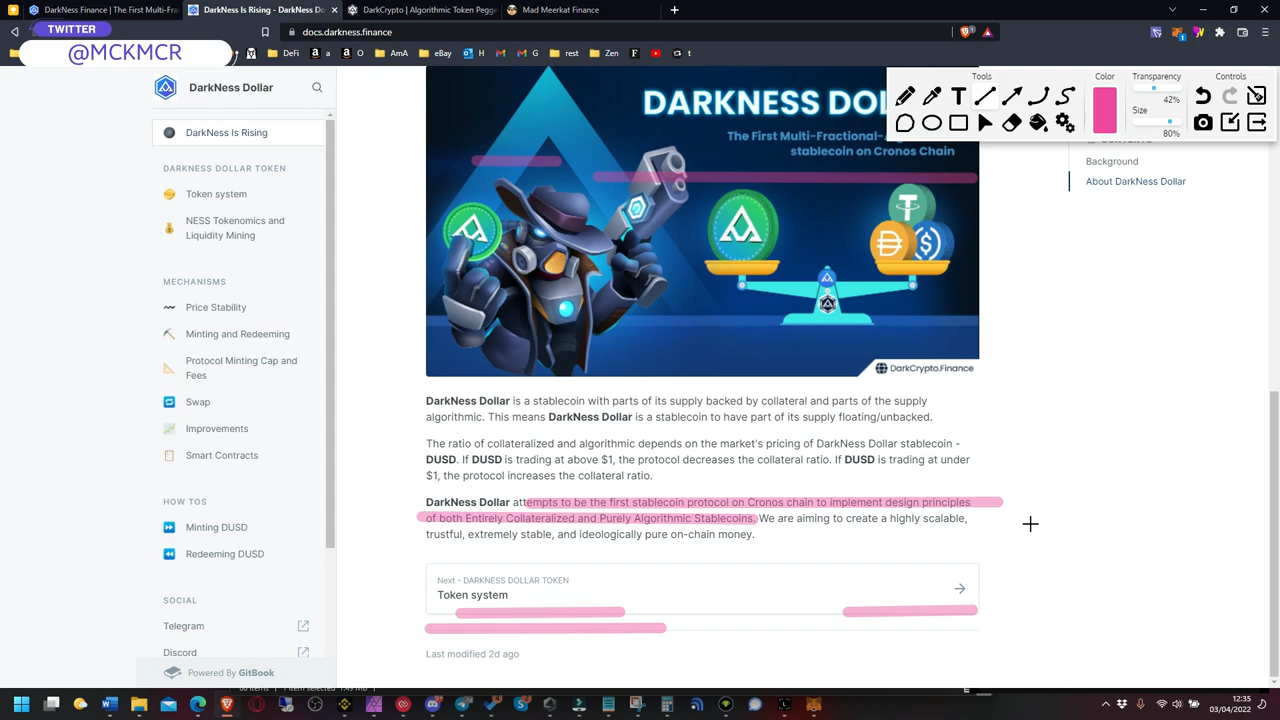 DarkNess Dollar - The First Multi-Fra
DarkNess Is Rising - DarkNess Do
DarkCrypto | Algorithmic Token Pegge
Mad Meerkat Finance
TWITTER
docs.darkness.finance
@MCKMCR
DeFi
a
a
O
AmA
eBay
H
M
G
rest
Zen
t
DarkNess Dollar
DarkNess Is Rising
DARKNESS DOLLAR TOKEN
Token system
NESS Tokenomics and
Liquidity Mining
MECHANISMS
Price Stability
Minting and Redeeming
Protocol Minting Cap and
Fees
Swap
Improvements
Smart Contracts
HOW TOS
Minting DUSD
Redeeming DUSD
SOCIAL
Telegram
Discord
Powered By GitBook
Tools
Color
Transparency
Controls
42%
Size
80%
DARKNESS DOL
The First Multi-Fractional-A
stablecoin on Cronos Chain
DarkCrypto.Finance
Background
About DarkNess Dollar
DarkNess Dollar is a stablecoin with parts of its supply backed by collateral and parts of the supply
algorithmic. This means DarkNess Dollar is a stablecoin to have part of its supply floating/unbacked.
The ratio of collateralized and algorithmic depends on the market's pricing of DarkNess Dollar stablecoin -
DUSD. If DUSD is trading at above $1, the protocol decreases the collateral ratio. If DUSD is trading at under
$1, the protocol increases the collateral ratio.
DarkNess Dollar attempts to be the first stablecoin protocol on Cronos chain to implement design principles
of both Entirely Collateralized and Purely Algorithmic Stablecoins. We are aiming to create a highly scalable,
trustful, extremely stable, and ideologically pure on-chain money.
Next - DARKNESS DOLLAR TOKEN
Token system
Last modified 2d ago
12:35
03/04/2022